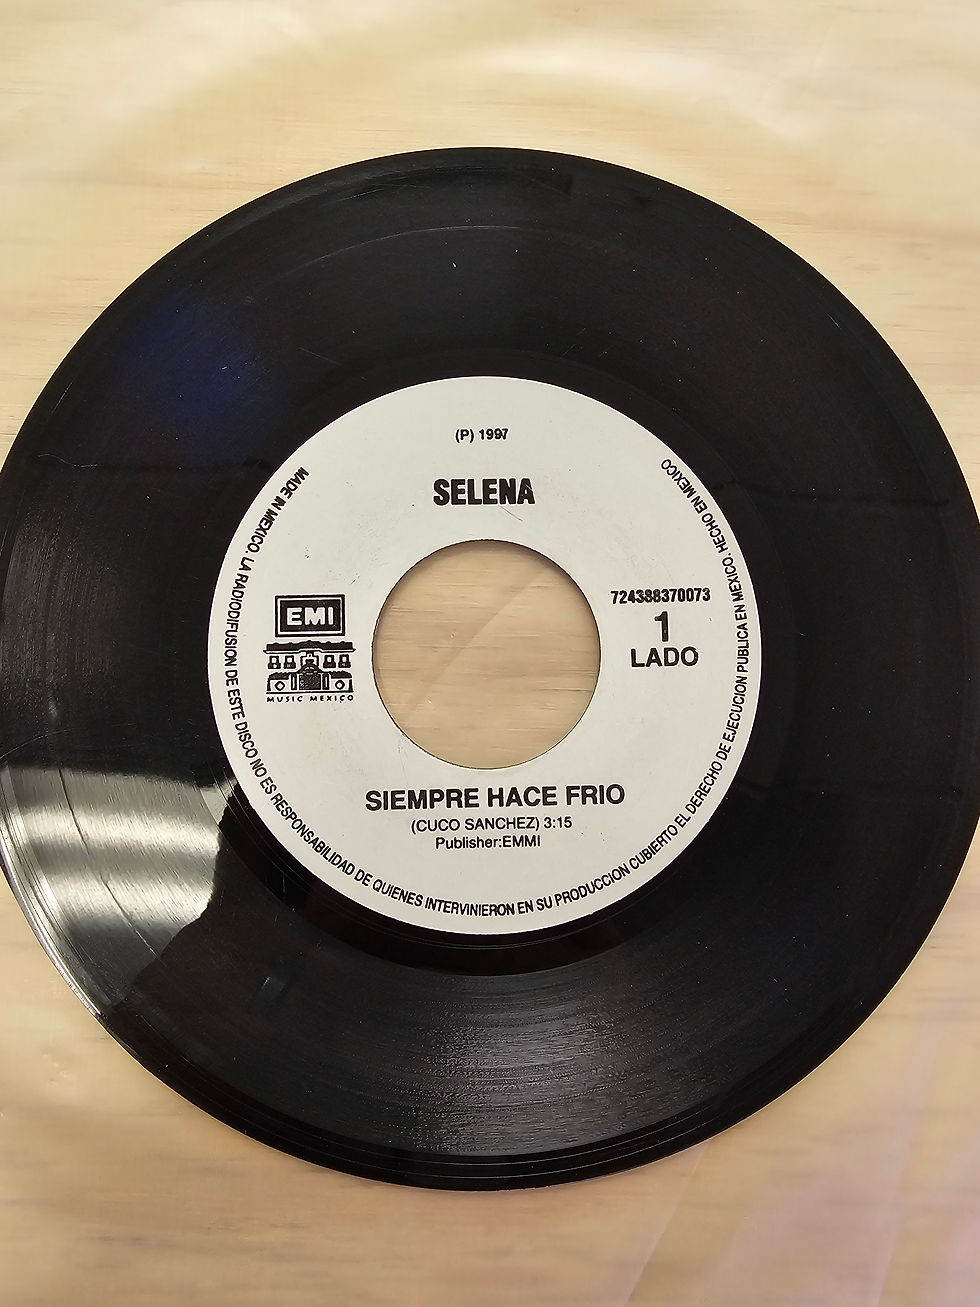 (P) 1997
SELENA
EMI
MUSIC MEXICO
724388370073
1
LADO
SIEMPRE HACE FRIO
(CUCO SANCHEZ) 3:15
Publisher:EMMI
MADE IN MEXICO. LA RADIODIFUSION DE ESTE DISCO NO ES RESPONSABILIDAD DE QUIENES INTERVINIERON EN SU PRODUCCION CUBIERTO EL DERECHO DE EJECUCION PUBLICA EN MEXICO. HECHO EN MEXICO